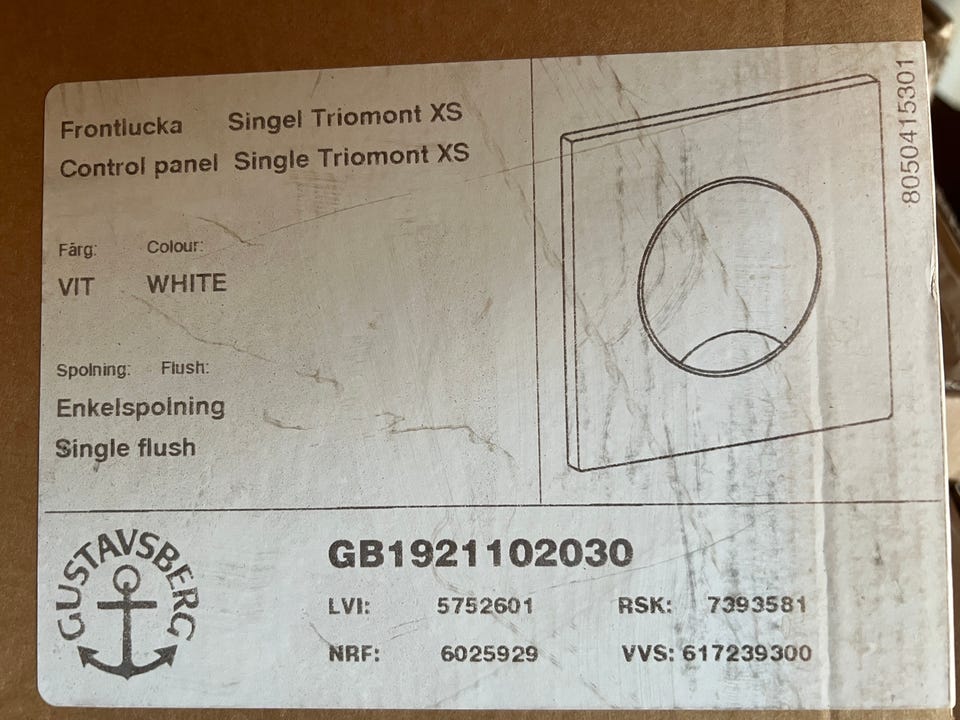 Frontlucka Singel Triomont XS
Control panel Single Triomont XS
Färg: Colour:
VIT WHITE
Spolning: Flush:
Enkelspolning
Single flush
8050415301
GUSTAVSBERG
GB1921102030
LVI: 5752601 RSK: 7393581
NRF: 6025929 VVS: 617239300